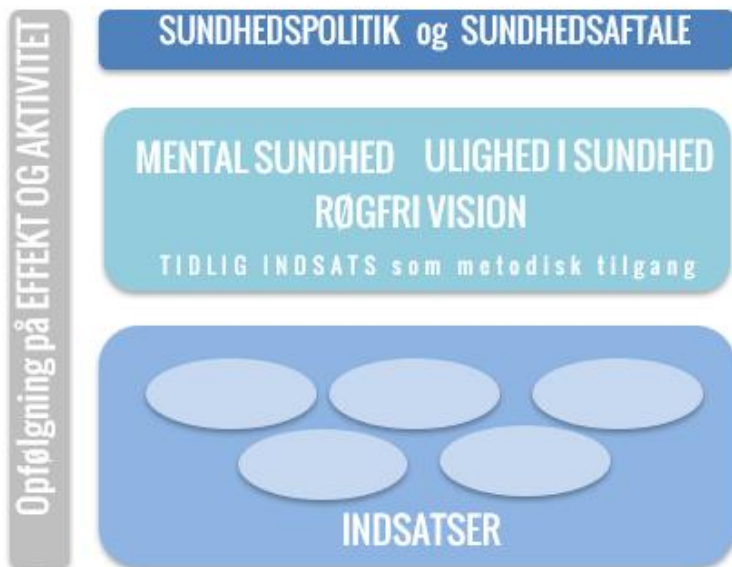 Opfølgning på EFFEKT OG AKTIVITET
SUNDHEDSPOLITIK og SUNDHEDSAFTALE
MENTAL SUNDHED ULIGHED I SUNDHED
RØGFRI VISION
TIDLIG INDSATS som metodisk tilgang
INDSATSER